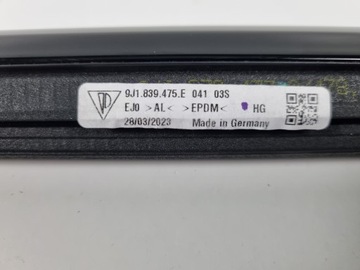 9J1.839.475.E 041 03S
EJ0 >AL< >EPDM< HG
28/03/2023 Made in Germany